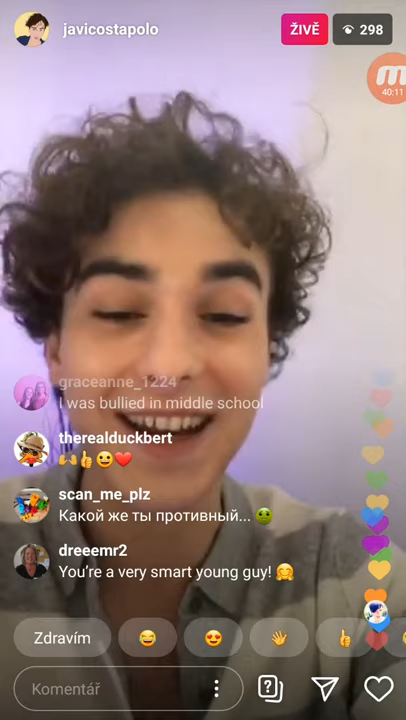 javicostapolo
ŽIVĚ
298
40:11
graceanne_1224
I was bullied in middle school
therealduckbert
🙌👍😉❤️
scan_me_plz
Какой же ты противный... 🤢
dreeemr2
You're a very smart young guy! 🤗
Zdravím
Komentář